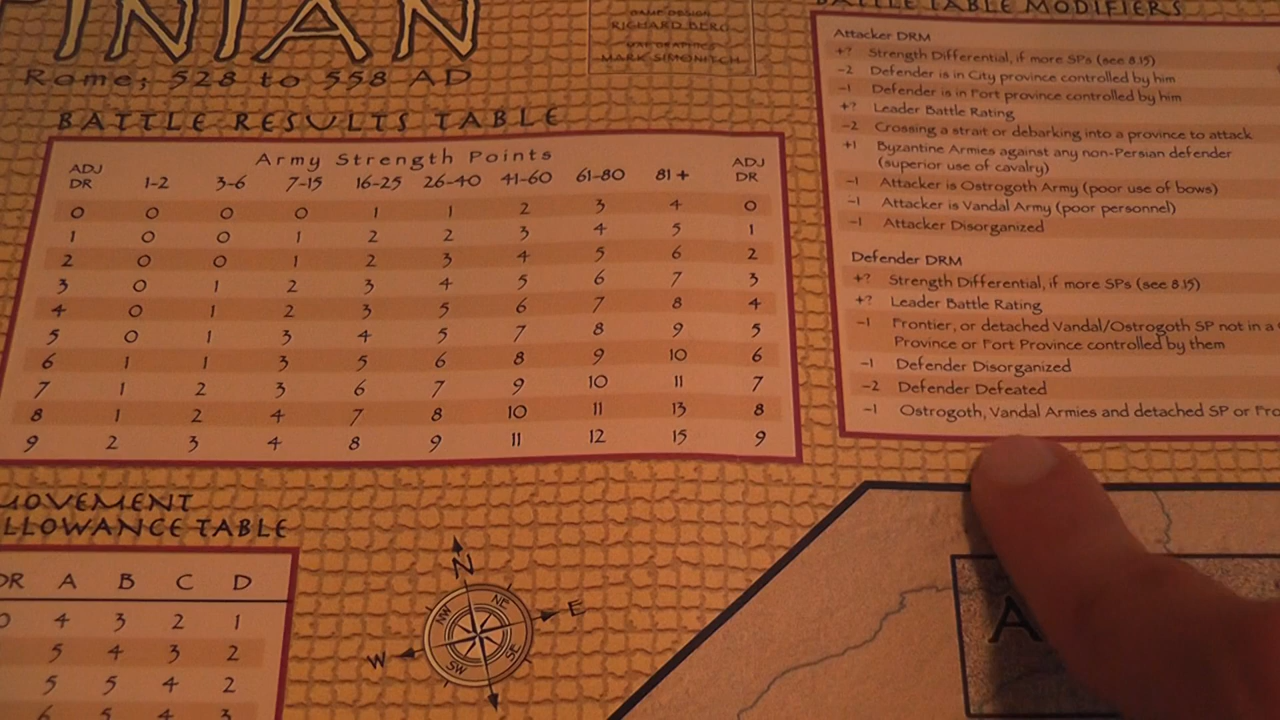 INIAN
Rome; 528 to 558 AD
GAME DESIGN
RICHARD BERG
MAP GRAPHICS
MARK SIMONITCH
BATTLE RESULTS TABLE
Army Strength Points
ADJ DR 1-2 3-6 7-15 16-25 26-40 41-60 61-80 81 + ADJ DR
0 0 0 0 1 1 2 3 4 0
1 0 0 1 2 2 3 4 5 1
2 0 0 1 2 3 4 5 6 2
3 0 1 2 3 4 5 6 7 3
4 0 1 2 3 5 6 7 8 4
5 0 1 3 4 5 7 8 9 5
6 1 1 3 5 6 8 9 10 6
7 1 2 3 6 7 9 10 11 7
8 1 2 4 7 8 10 11 13 8
9 2 3 4 8 9 11 12 15 9
BATTLE TABLE MODIFIERS
Attacker DRM
+? Strength Differential, if more SPs (see 8.15)
-2 Defender is in City province controlled by him
-1 Defender is in Fort province controlled by him
+? Leader Battle Rating
-2 Crossing a strait or debarking into a province to attack
+1 Byzantine Armies against any non-Persian defender
(superior use of cavalry)
-1 Attacker is Ostrogoth Army (poor use of bows)
-1 Attacker is Vandal Army (poor personnel)
-1 Attacker Disorganized
Defender DRM
+? Strength Differential, if more SPs (see 8.15)
+? Leader Battle Rating
-1 Frontier, or detached Vandal/Ostrogoth SP not in a
Province or Fort Province controlled by them
-1 Defender Disorganized
-2 Defender Defeated
-1 Ostrogoth, Vandal Armies and detached SP or Fro
MOVEMENT
LLOWANCE TABLE
DR A B C D
0 4 3 2 1
5 4 3 2
5 5 4 2
6 5 4 3
N
NE
E
SE
SW
W
NW
A